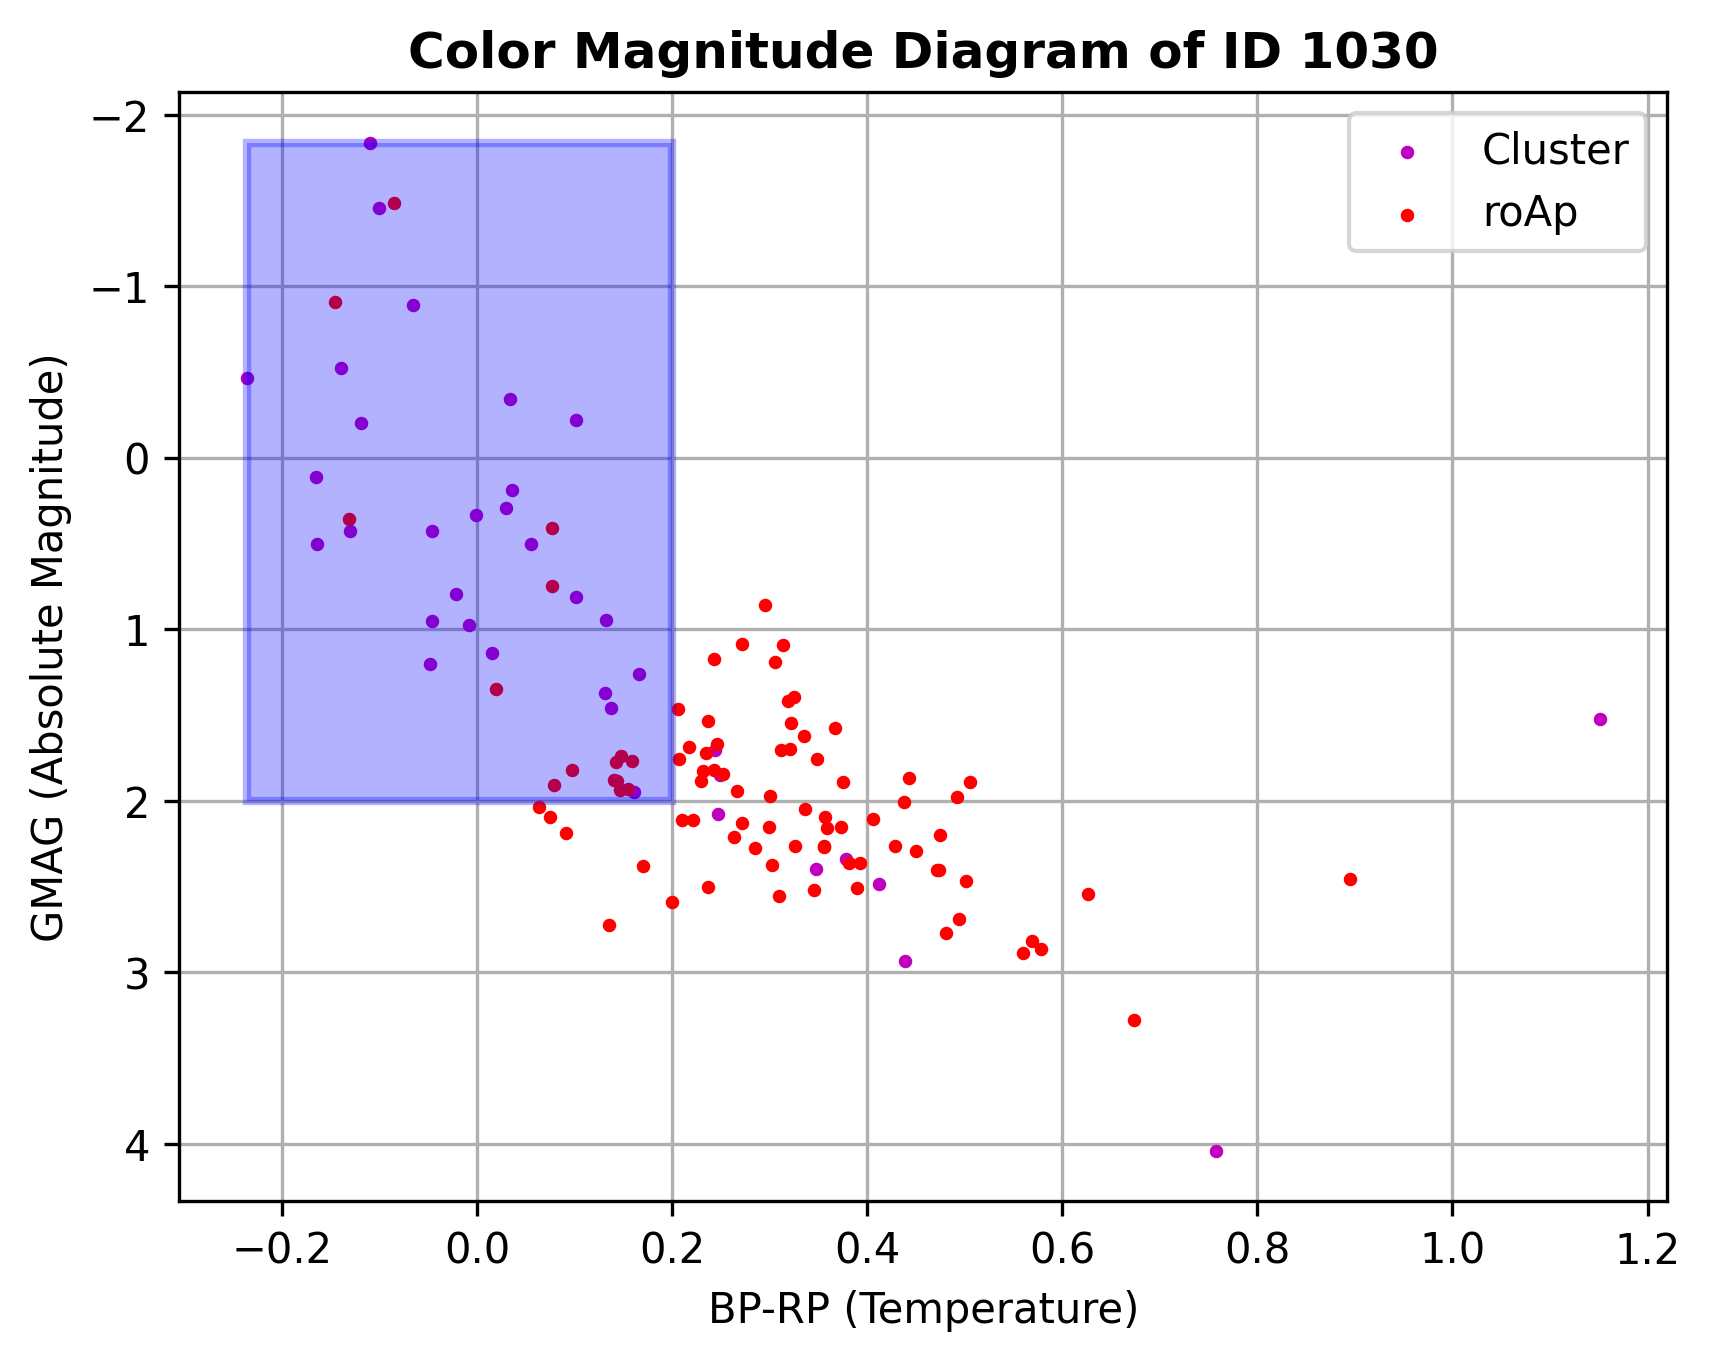 Color Magnitude Diagram of ID 1030
Cluster
roAp
GMAG (Absolute Magnitude)
−2
−1
0
1
2
3
4
−0.2 0.0 0.2 0.4 0.6 0.8 1.0 1.2
BP-RP (Temperature)